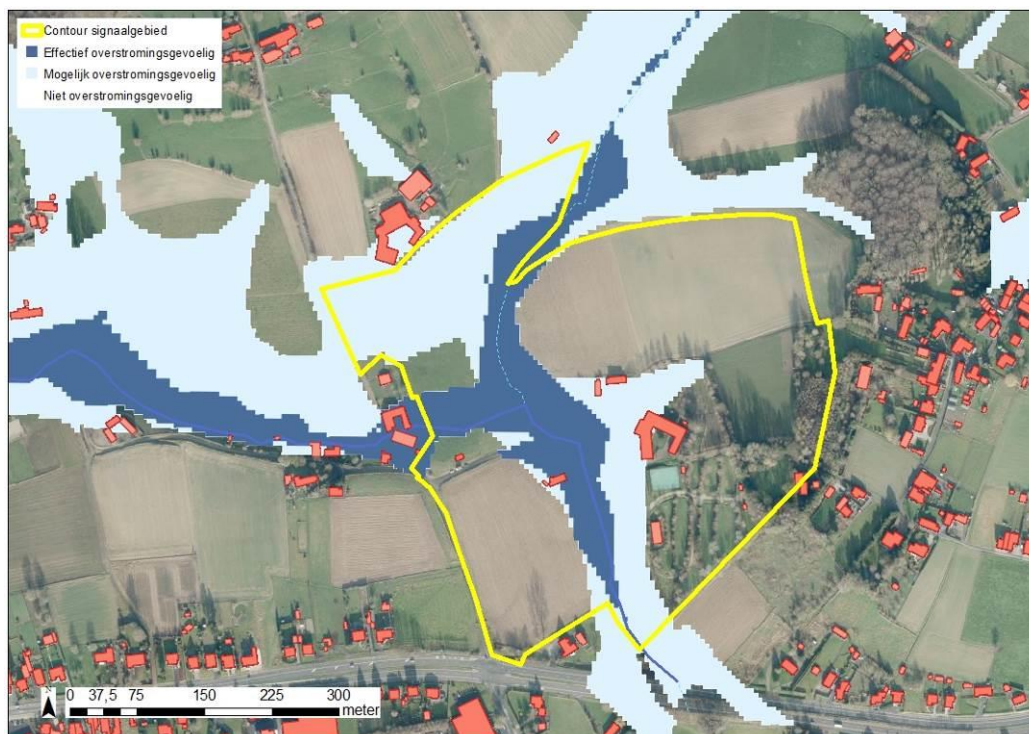 Contour signaalgebied
Effectief overstromingsgevoelig
Mogelijk overstromingsgevoelig
Niet overstromingsgevoelig
N
0 37,5 75 150 225 300
meter